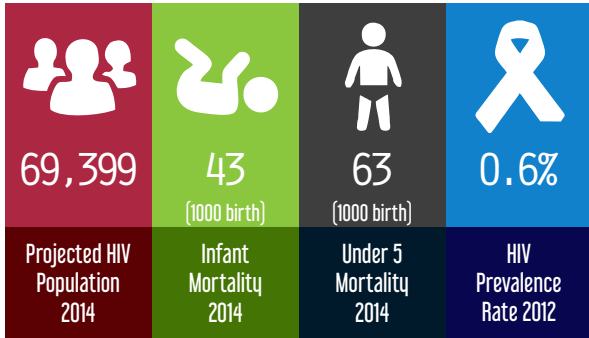 69,399
Projected HIV
Population
2014
43
(1000 birth)
Infant
Mortality
2014
63
(1000 birth)
Under 5
Mortality
2014
0.6%
HIV
Prevalence
Rate 2012